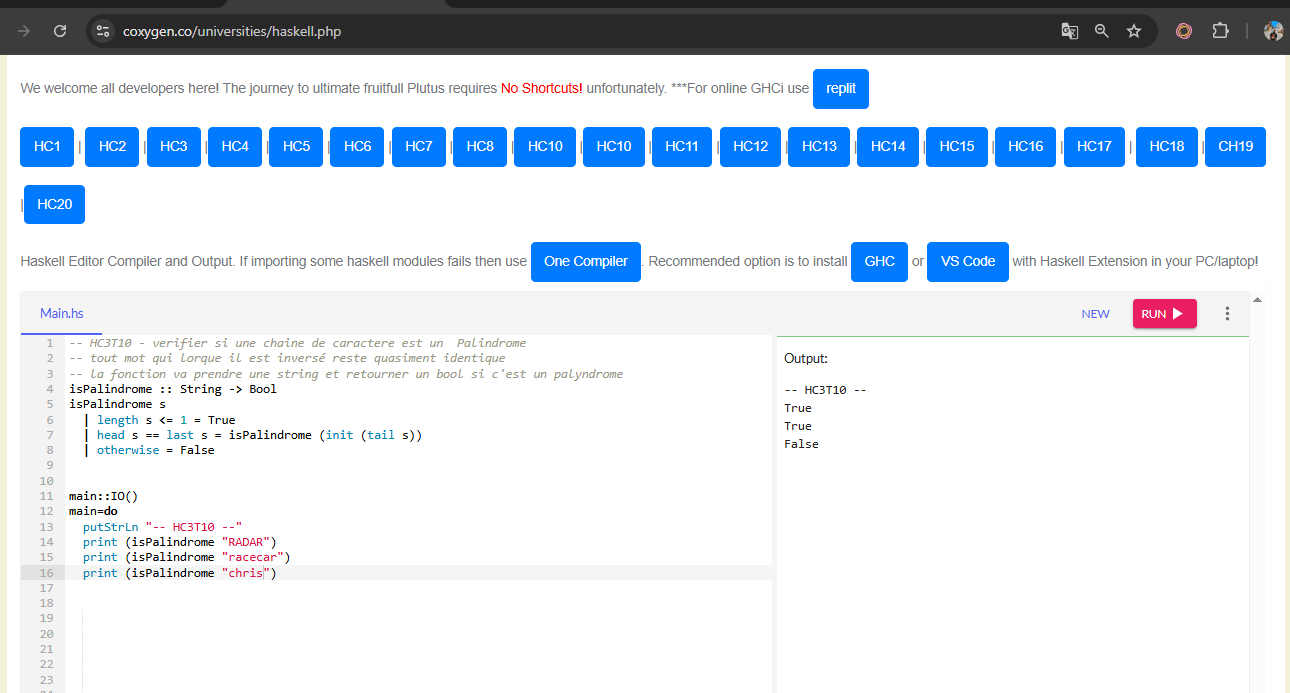 coxygen.co/universities/haskell.php
We welcome all developers here! The journey to ultimate fruitfull Plutus requires No Shortcuts! unfortunately. ***For online GHCi use replit
HC1 | HC2 | HC3 | HC4 | HC5 | HC6 | HC7 | HC8 | HC10 | HC10 | HC11 | HC12 | HC13 | HC14 | HC15 | HC16 | HC17 | HC18 | CH19
| HC20
Haskell Editor Compiler and Output. If importing some haskell modules fails then use One Compiler . Recommended option is to install GHC or VS Code with Haskell Extension in your PC/laptop!
Main.hs NEW RUN
1 -- HC3T10 - verifier si une chaine de caractere est un  Palindrome
2 -- tout mot qui lorque il est inversé reste quasiment identique
3 -- la fonction va prendre une string et retourner un bool si c'est un palyndrome
4 isPalindrome :: String -> Bool
5 isPalindrome s
6   | length s <= 1 = True
7   | head s == last s = isPalindrome (init (tail s))
8   | otherwise = False
9
10
11 main::IO()
12 main=do
13   putStrLn "-- HC3T10 --"
14   print (isPalindrome "RADAR")
15   print (isPalindrome "racecar")
16   print (isPalindrome "chris")
17
18
19
20
21
22
23
Output:
-- HC3T10 --
True
True
False